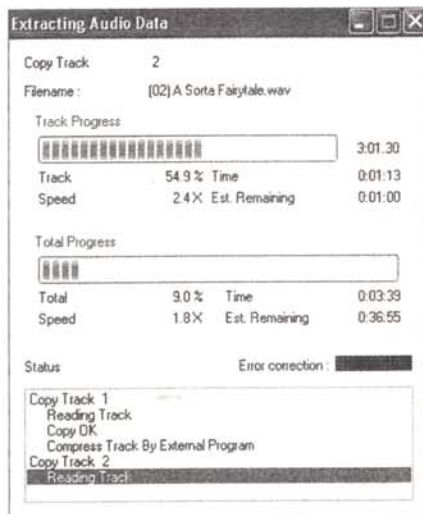 Extracting Audio Data
Copy Track 2
Filename : (02) A Sorta Fairytale.wav
Track Progress
3:01.30
Track 54.9 % Time 0:01:13
Speed 2.4X Est. Remaining 0:01:00
Total Progress
Total 9.0 % Time 0:03:39
Speed 1.8X Est. Remaining 0:36:55
Status Error correction :
Copy Track 1
Reading Track
Copy OK
Compress Track By External Program
Copy Track 2
Reading Track